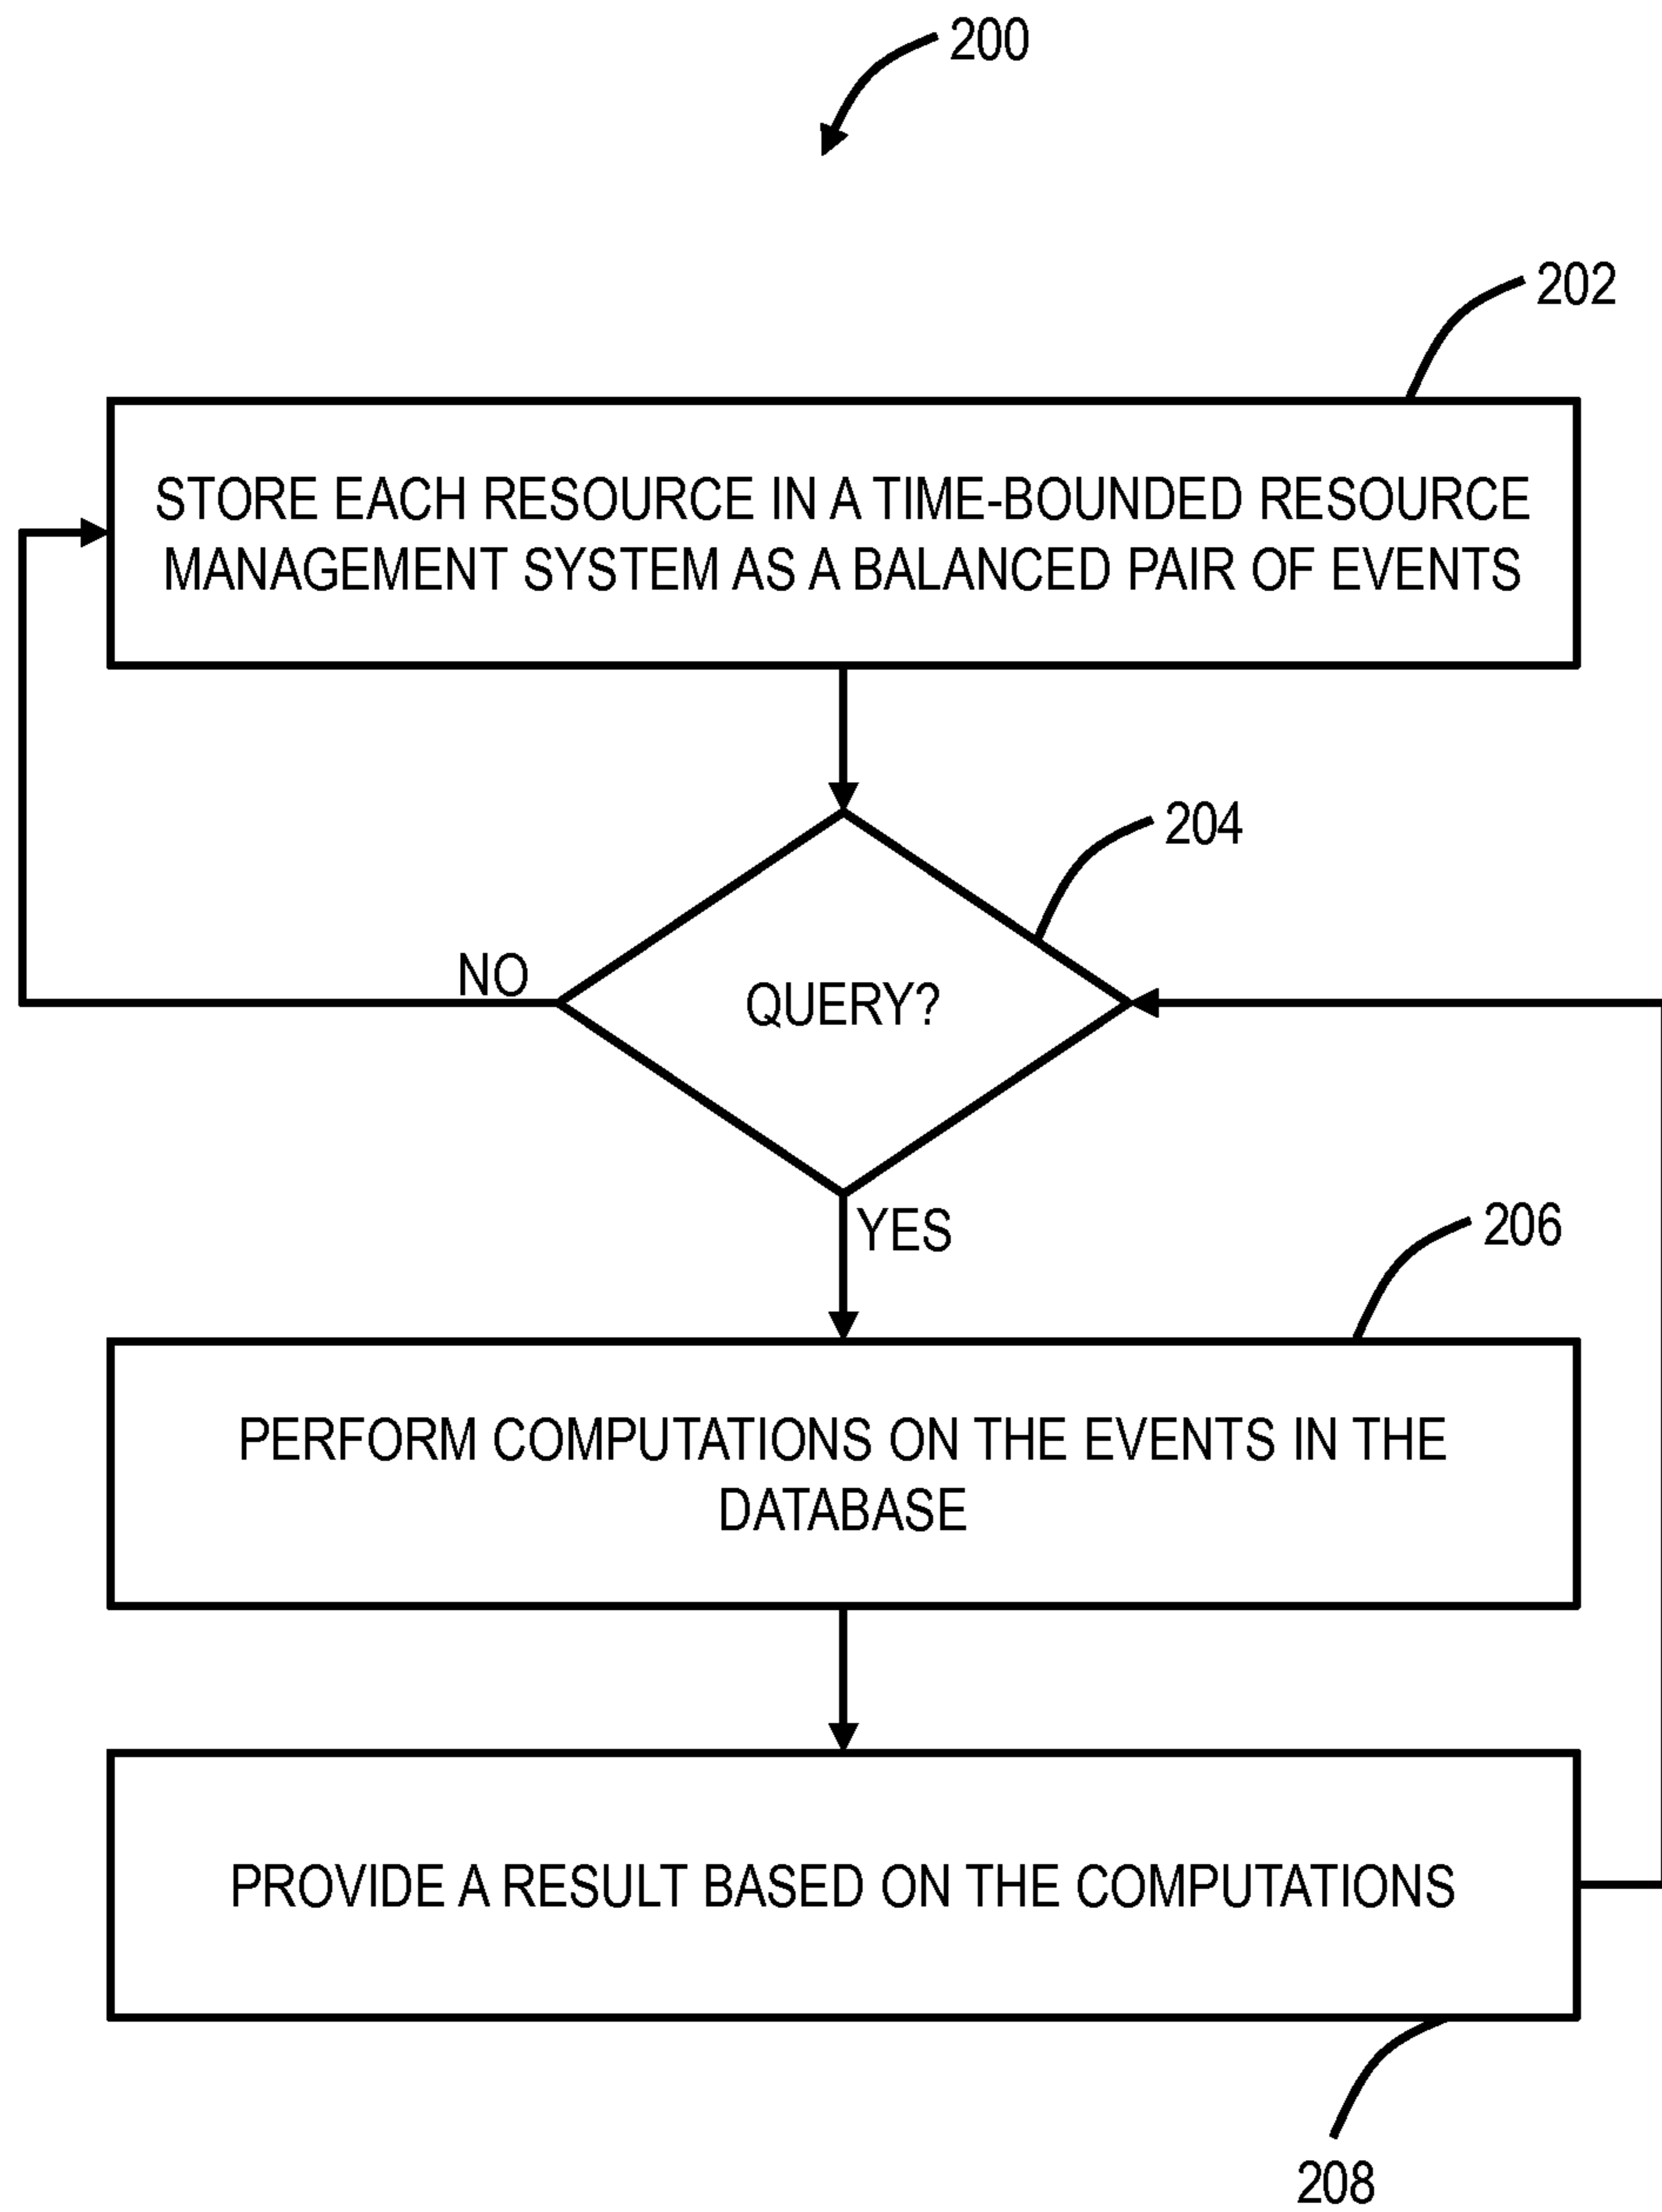 200
202
STORE EACH RESOURCE IN A TIME-BOUNDED RESOURCE
MANAGEMENT SYSTEM AS A BALANCED PAIR OF EVENTS
204
NO
QUERY?
YES
206
PERFORM COMPUTATIONS ON THE EVENTS IN THE
DATABASE
PROVIDE A RESULT BASED ON THE COMPUTATIONS
208